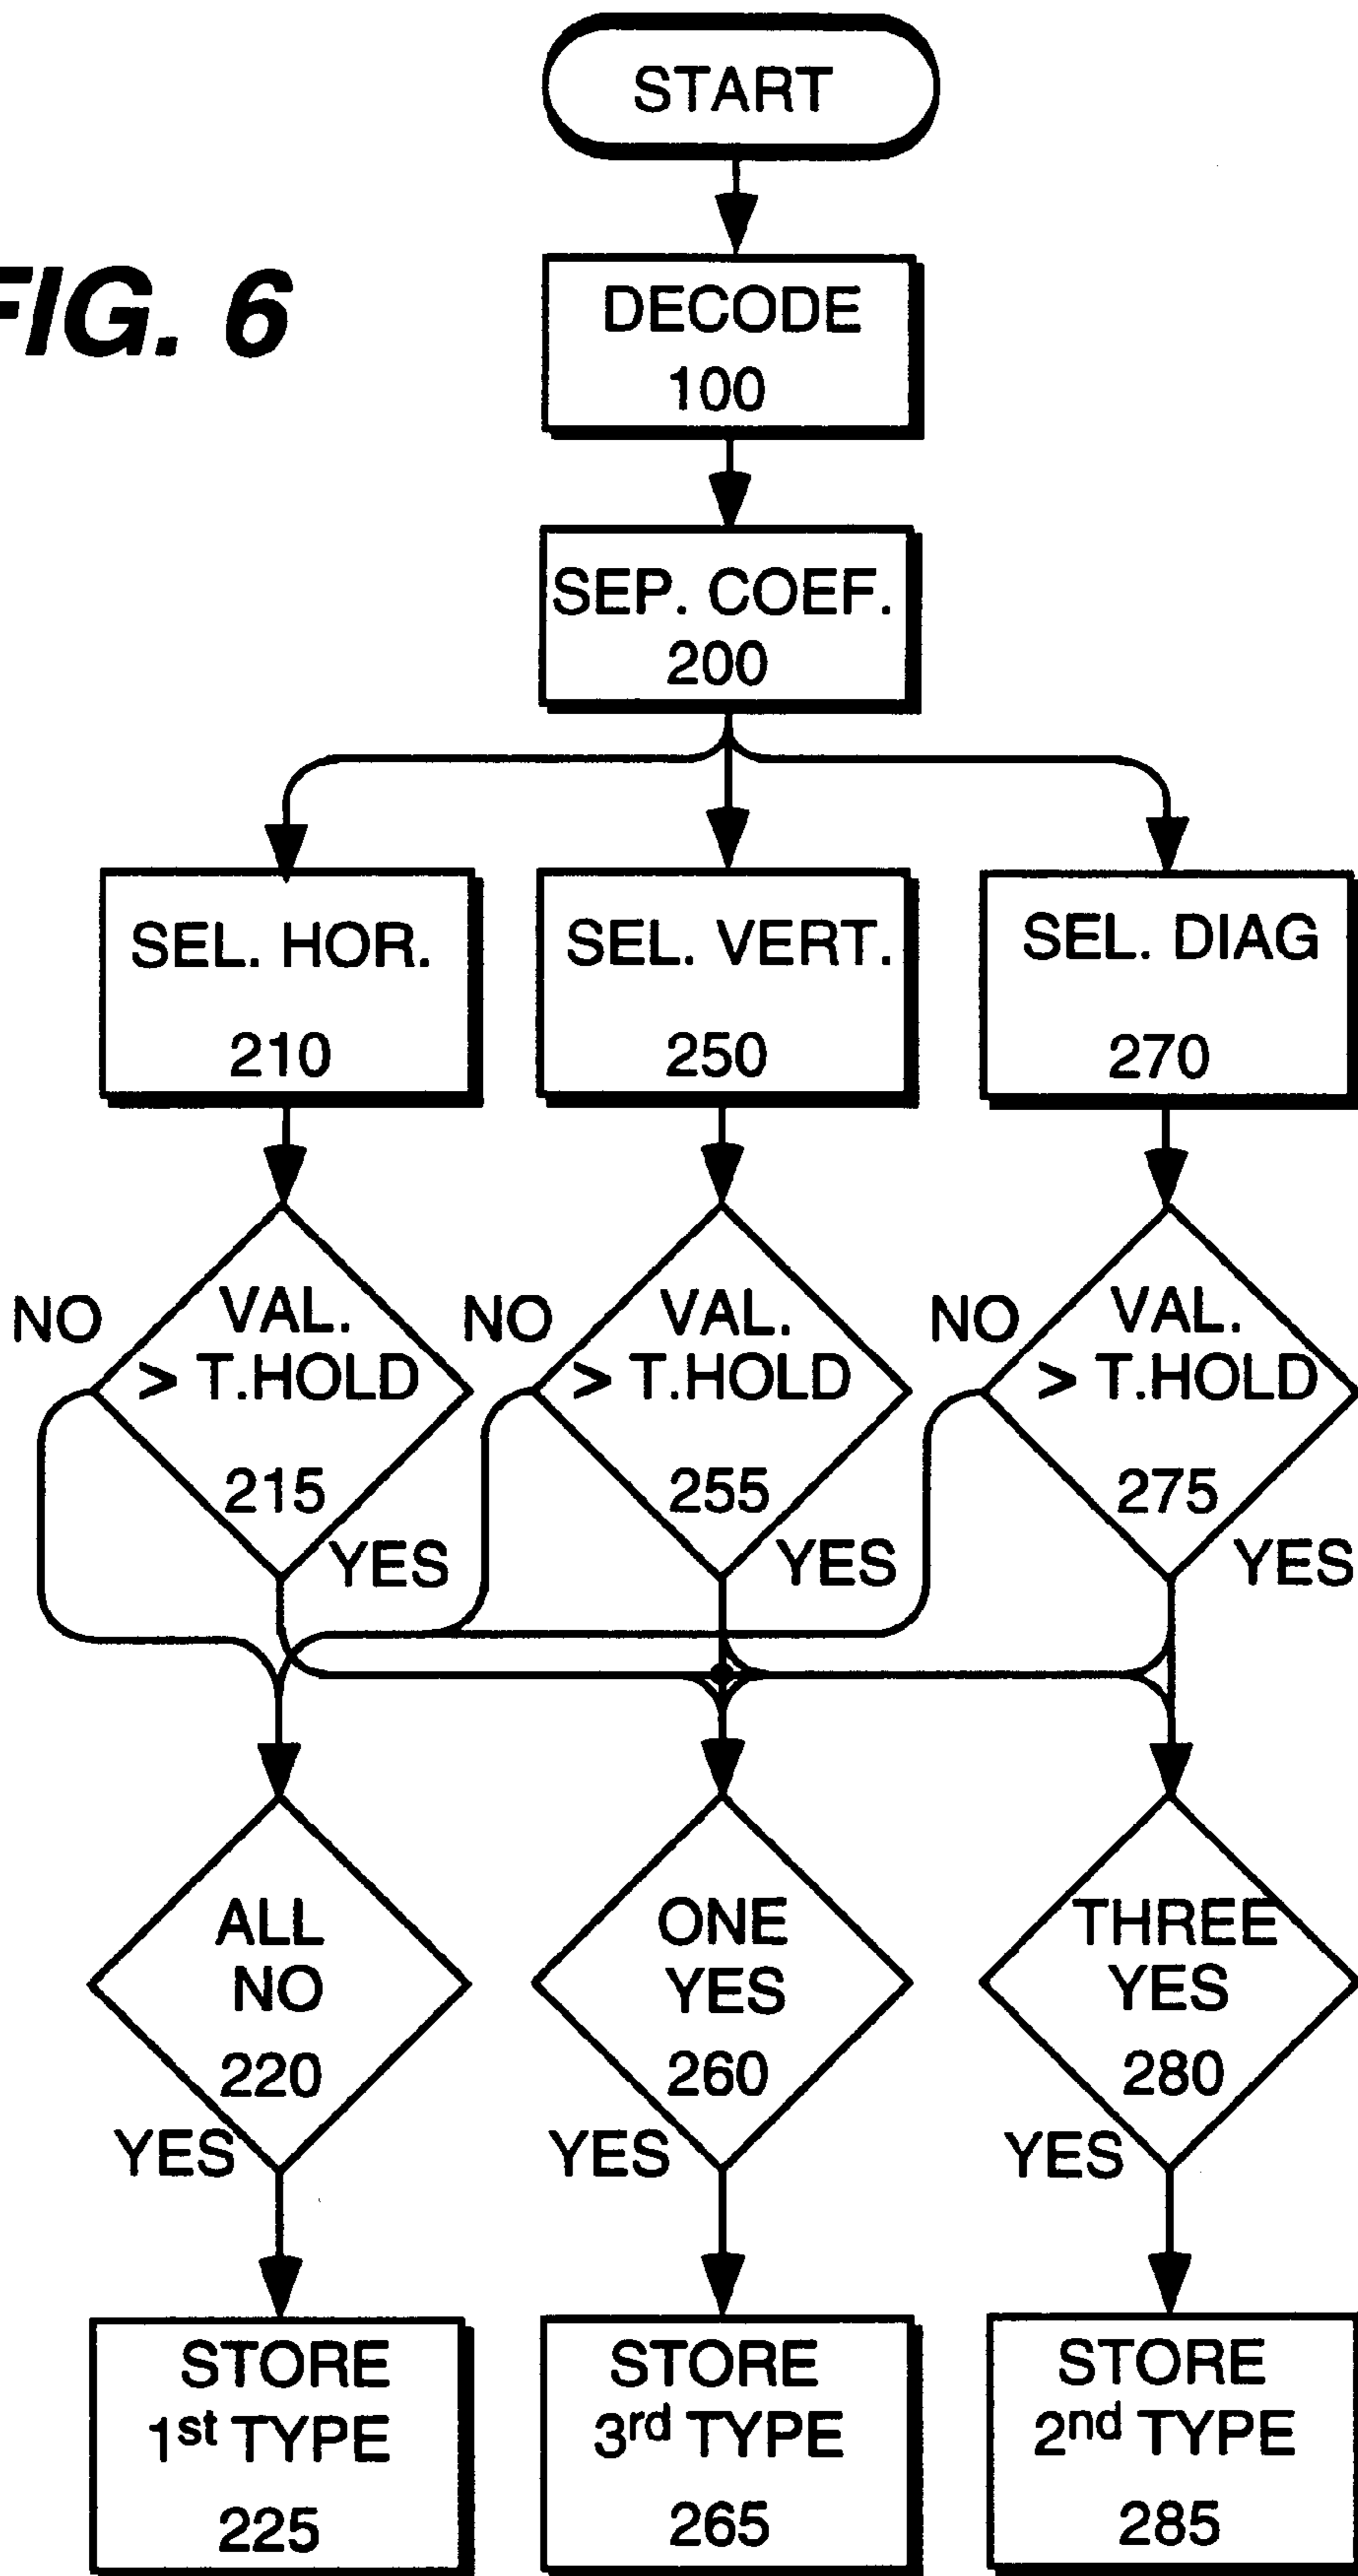 START
FIG. 6
DECODE
100
SEP. COEF.
200
SEL. HOR.
210
SEL. VERT.
250
SEL. DIAG
270
NO
VAL.
> T.HOLD
215
YES
NO
VAL.
> T.HOLD
255
YES
NO
VAL.
> T.HOLD
275
YES
ALL
NO
220
YES
ONE
YES
260
YES
THREE
YES
280
YES
STORE
1st TYPE
225
STORE
3rd TYPE
265
STORE
2nd TYPE
285